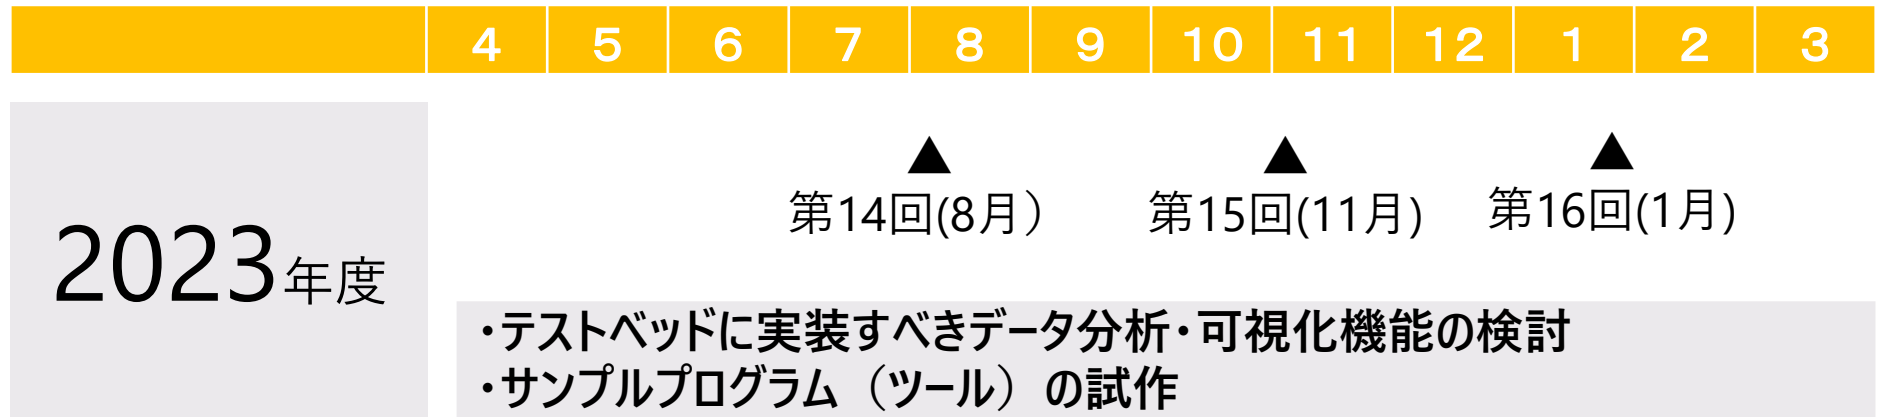 4 5 6 7 8 9 10 11 12 1 2 3
▲ ▲ ▲
第14回(8月） 第15回(11月) 第16回(1月)
2023年度
・テストベッドに実装すべきデータ分析・可視化機能の検討
・サンプルプログラム（ツール）の試作